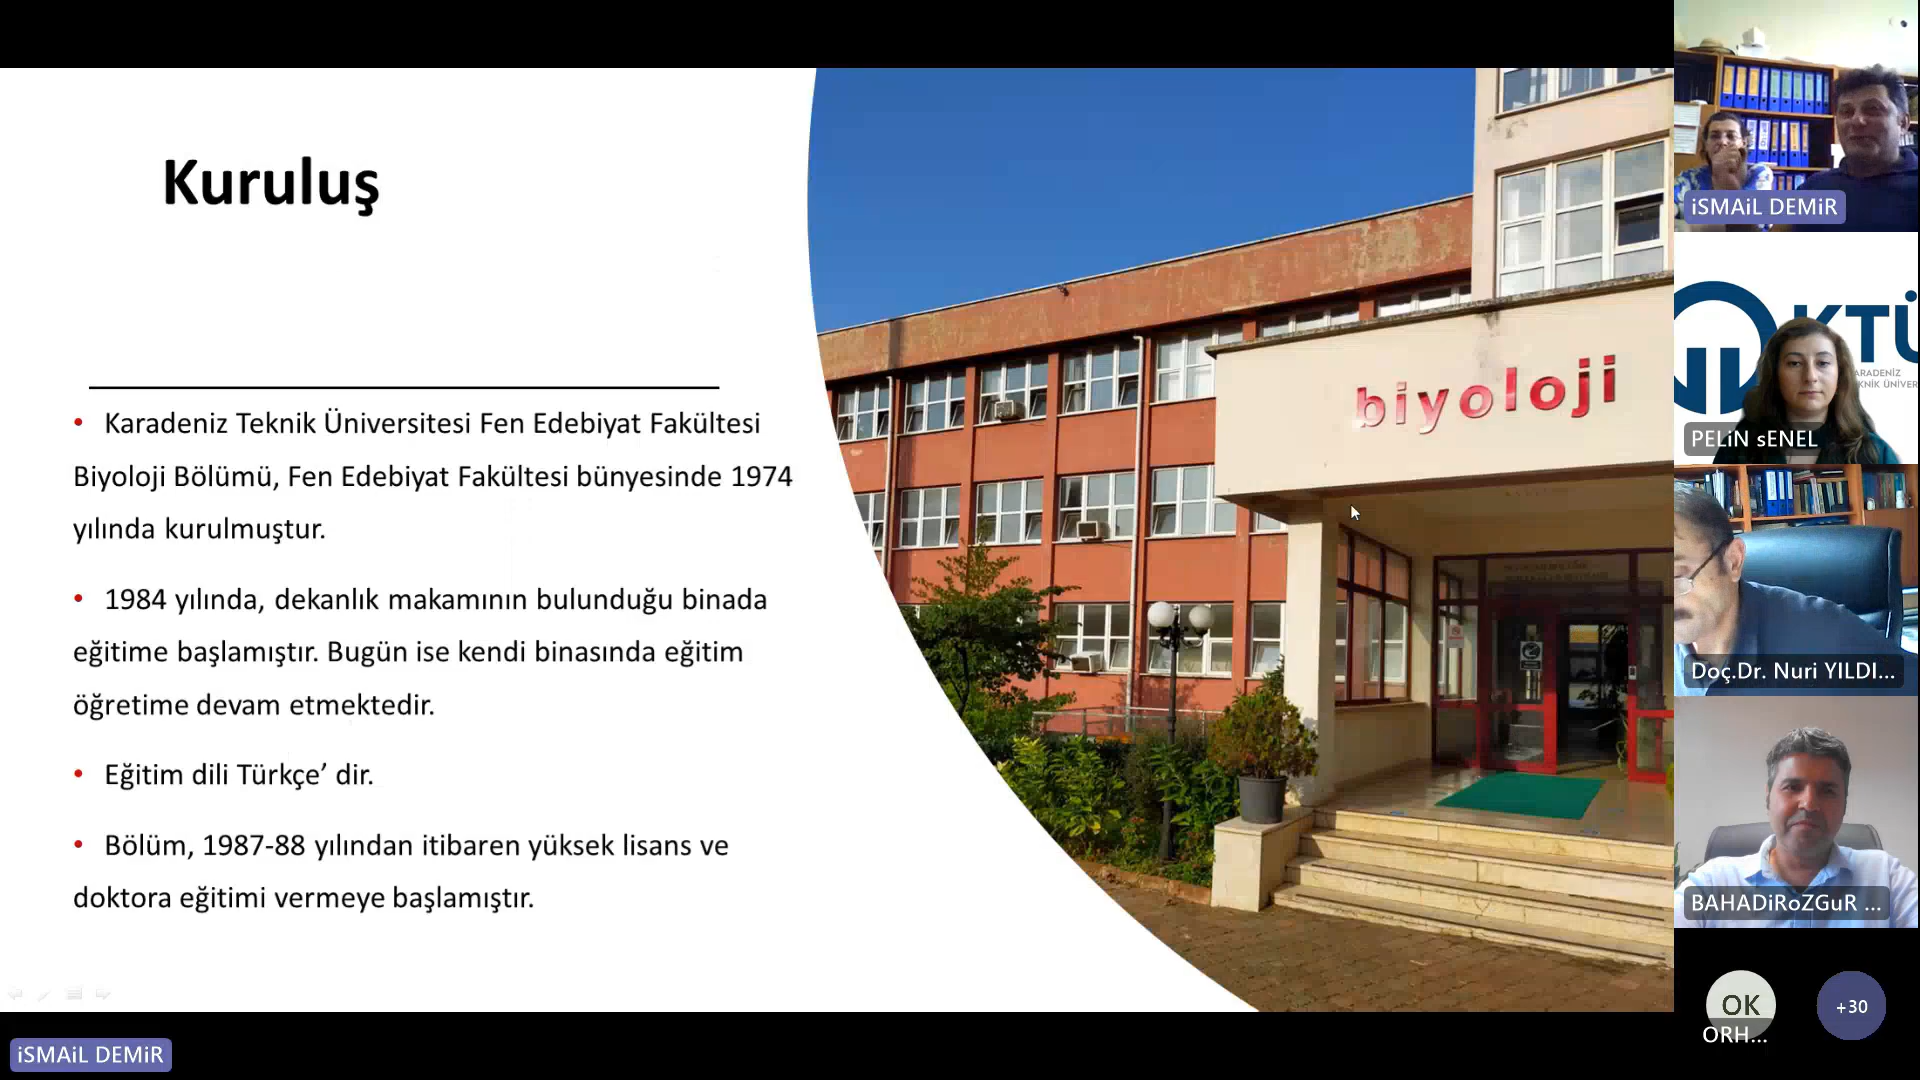 Kuruluş
• Karadeniz Teknik Üniversitesi Fen Edebiyat Fakültesi
Biyoloji Bölümü, Fen Edebiyat Fakültesi bünyesinde 1974
yılında kurulmuştur.
• 1984 yılında, dekanlık makamının bulunduğu binada
eğitime başlamıştır. Bugün ise kendi binasında eğitim
öğretime devam etmektedir.
• Eğitim dili Türkçe’ dir.
• Bölüm, 1987-88 yılından itibaren yüksek lisans ve
doktora eğitimi vermeye başlamıştır.
biyoloji
iSMAiL DEMiR
KTÜ
PELiN sENEL
Doç.Dr. Nuri YILDI...
BAHADiRoZGuR ...
OK
ORH...
+30
iSMAiL DEMiR